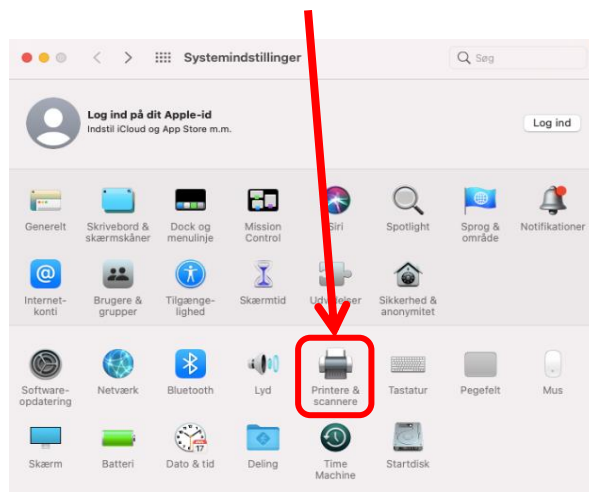 Systemindstillinger
Søg
Log ind på dit Apple-id
Indstil iCloud og App Store m.m.
Log ind
Generelt
Skrivebord &
skærmskåner
Dock og
menulinje
Mission
Control
Siri
Spotlight
Sprog &
område
Notifikationer
Internet-
konti
Brugere &
grupper
Tilgænge-
lighed
Skærmtid
Udvidelser
Sikkerhed &
anonymitet
Software-
opdatering
Netværk
Bluetooth
Lyd
Printere &
scannere
Tastatur
Pegefelt
Mus
Skærm
Batteri
17
Dato & tid
Deling
Time
Machine
Startdisk